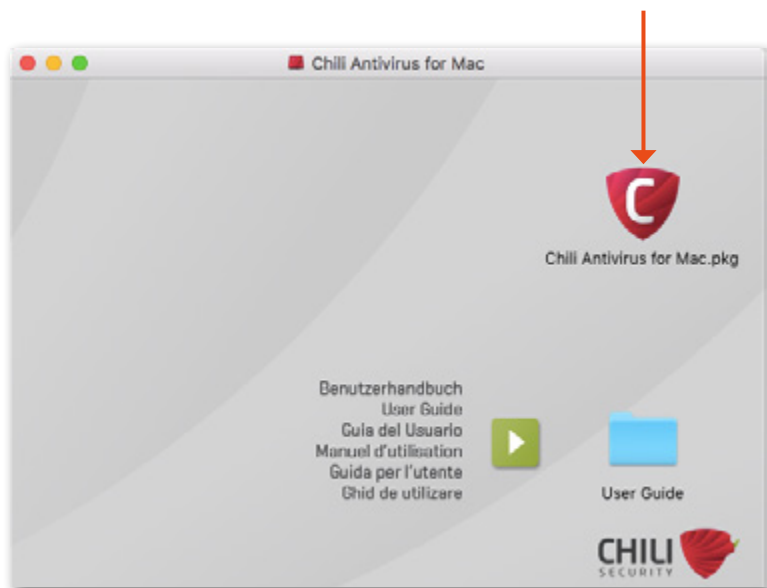 Chili Antivirus for Mac
C
Chili Antivirus for Mac.pkg
Benutzerhandbuch
User Guide
Guia del Usuario
Manuel d'utilisation
Guida per l'utente
Ghid de utilizare
User Guide
CHILI
SECURITY